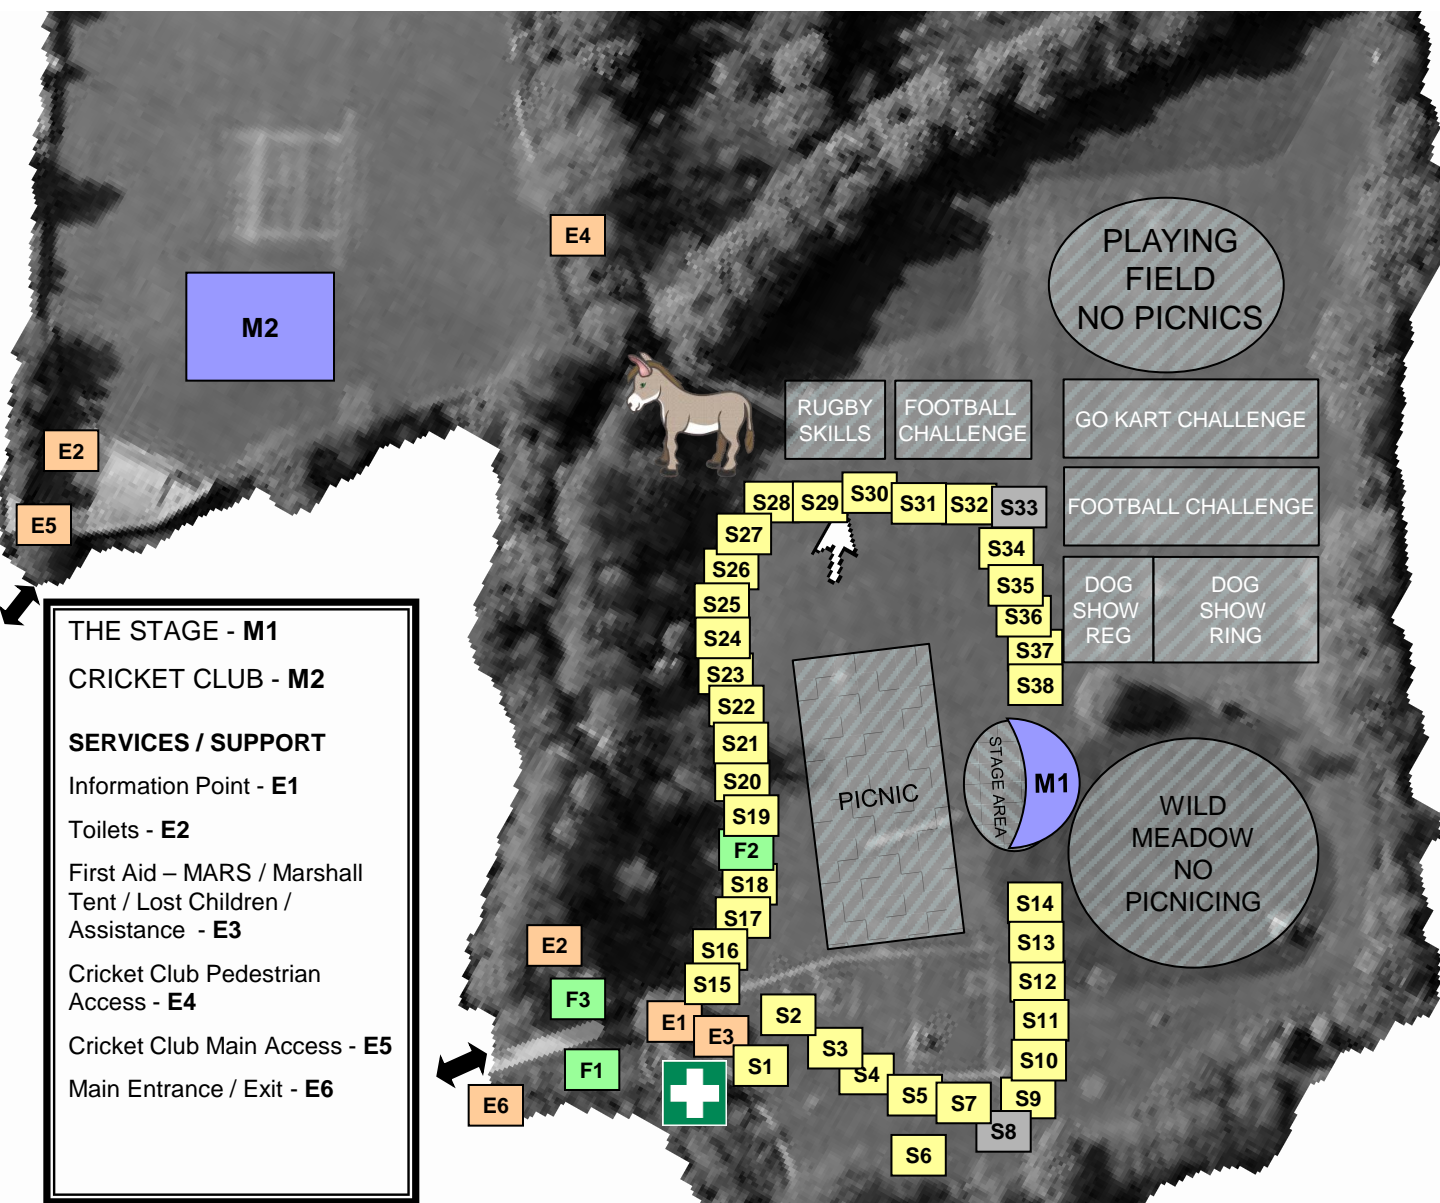 E4
PLAYING
FIELD
NO PICNICS
M2
RUGBY
SKILLS
FOOTBALL
CHALLENGE
GO KART CHALLENGE
E2
E5
S28
S29
S30
S31
S32
S33
FOOTBALL CHALLENGE
S27
S34
S26
S35
DOG
SHOW
REG
DOG
SHOW
RING
S25
S36
S24
S37
S23
S38
S22
S21
STAGE AREA
M1
S20
PICNIC
S19
WILD
MEADOW
NO
PICNICING
F2
S18
S14
S17
E2
S16
S13
S15
S12
F3
E1
S2
S11
E3
S3
F1
S1
S4
S10
E6
S5
S7
S9
S8
S6
THE STAGE - M1
CRICKET CLUB - M2
SERVICES / SUPPORT
Information Point - E1
Toilets - E2
First Aid – MARS / Marshall
Tent / Lost Children /
Assistance - E3
Cricket Club Pedestrian
Access - E4
Cricket Club Main Access - E5
Main Entrance / Exit - E6